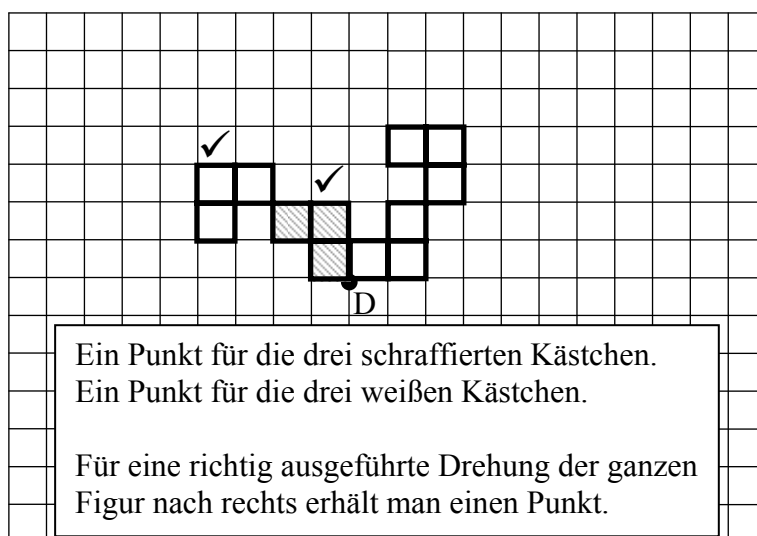 D
Ein Punkt für die drei schraffierten Kästchen.
Ein Punkt für die drei weißen Kästchen.
Für eine richtig ausgeführte Drehung der ganzen
Figur nach rechts erhält man einen Punkt.